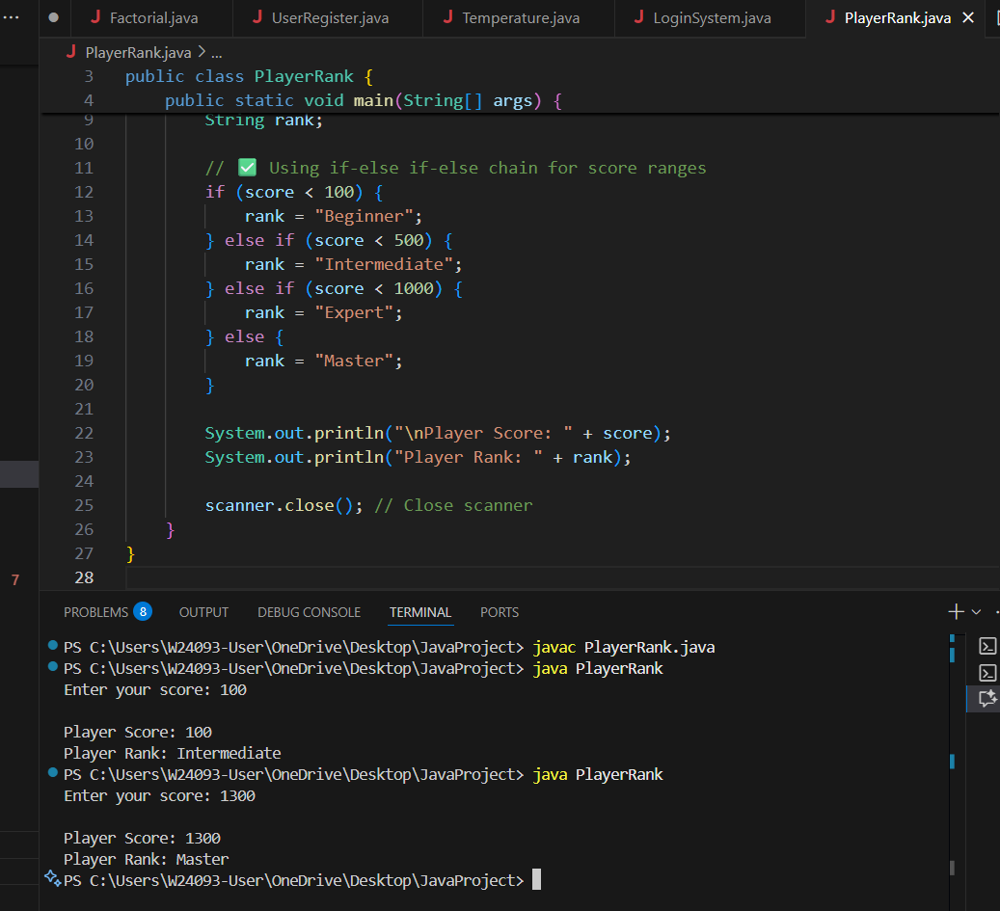 ... J Factorial.java J UserRegister.java J Temperature.java J LoginSystem.java J PlayerRank.java ×
J PlayerRank.java > ...
3 public class PlayerRank {
4 public static void main(String[] args) {
9 String rank;
10
11 // ✅ Using if-else if-else chain for score ranges
12 if (score < 100) {
13 rank = "Beginner";
14 } else if (score < 500) {
15 rank = "Intermediate";
16 } else if (score < 1000) {
17 rank = "Expert";
18 } else {
19 rank = "Master";
20 }
21
22 System.out.println("\nPlayer Score: " + score);
23 System.out.println("Player Rank: " + rank);
24
25 scanner.close(); // Close scanner
26 }
27 }
7 28
PROBLEMS 8 OUTPUT DEBUG CONSOLE TERMINAL PORTS
PS C:\Users\W24093-User\OneDrive\Desktop\JavaProject> javac PlayerRank.java
PS C:\Users\W24093-User\OneDrive\Desktop\JavaProject> java PlayerRank
Enter your score: 100
Player Score: 100
Player Rank: Intermediate
PS C:\Users\W24093-User\OneDrive\Desktop\JavaProject> java PlayerRank
Enter your score: 1300
Player Score: 1300
Player Rank: Master
PS C:\Users\W24093-User\OneDrive\Desktop\JavaProject>